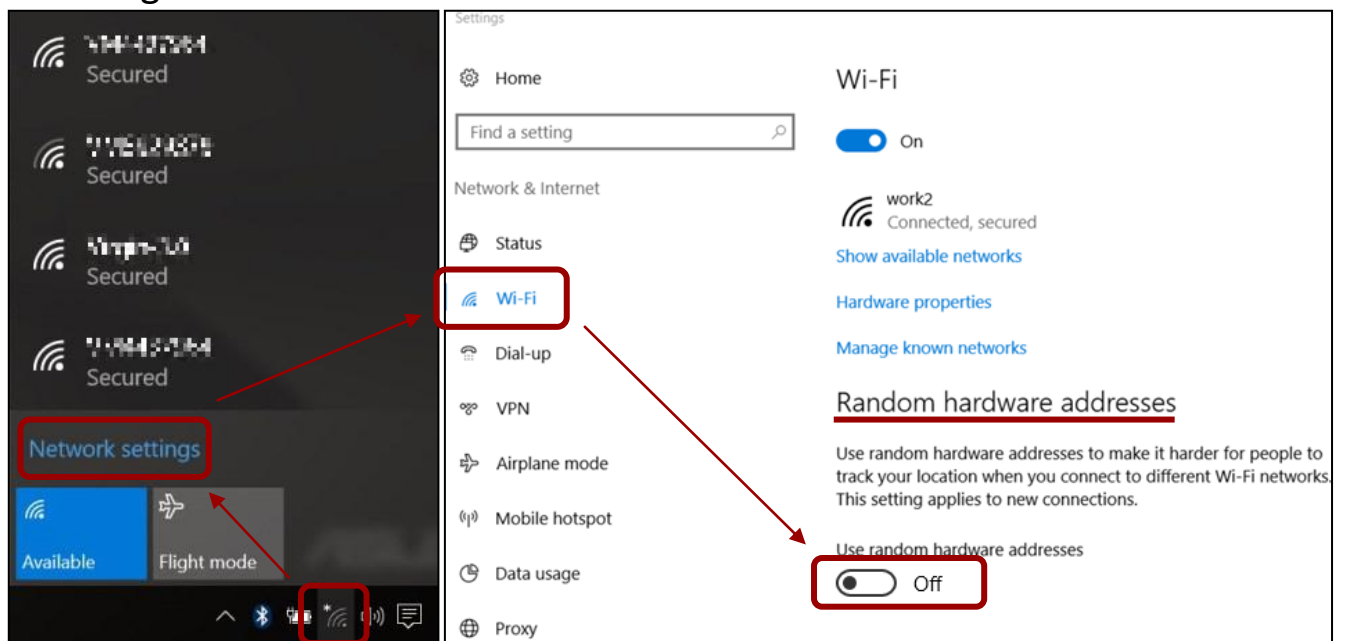 Secured
Secured
Secured
Secured
Network settings
Available
Flight mode
Settings
Home
Find a setting
Network & Internet
Status
Wi-Fi
Dial-up
VPN
Airplane mode
Mobile hotspot
Data usage
Proxy
Wi-Fi
On
work2
Connected, secured
Show available networks
Hardware properties
Manage known networks
Random hardware addresses
Use random hardware addresses to make it harder for people to
track your location when you connect to different Wi-Fi networks.
This setting applies to new connections.
Use random hardware addresses
Off